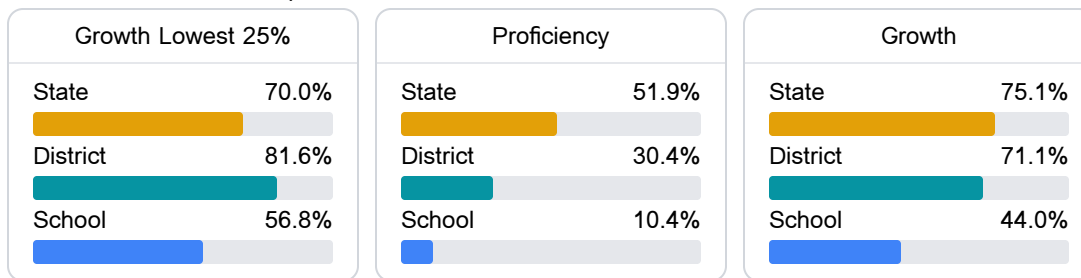 Growth Lowest 25%
State 70.0%
District 81.6%
School 56.8%
Proficiency
State 51.9%
District 30.4%
School 10.4%
Growth
State 75.1%
District 71.1%
School 44.0%